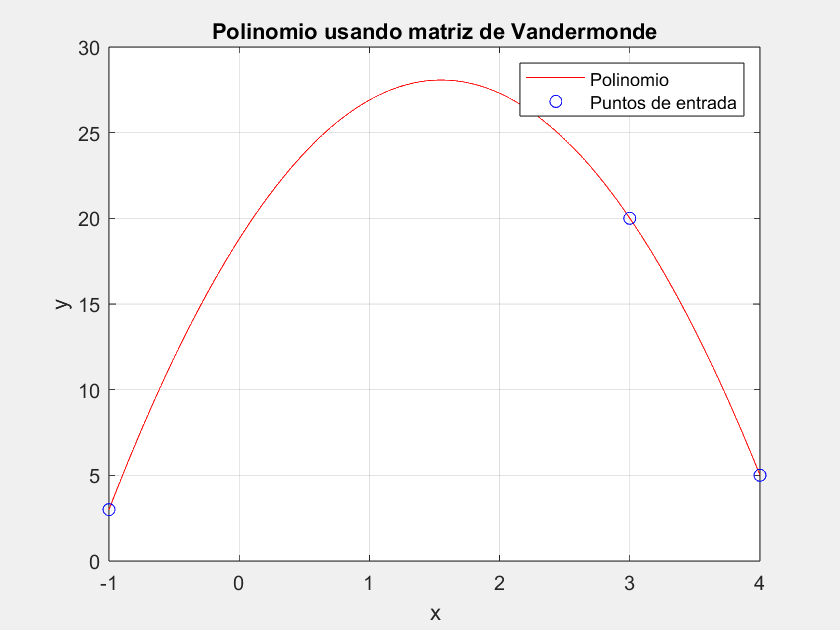 Polinomio usando matriz de Vandermonde
Polinomio
Puntos de entrada
30
25
20
15
10
5
0
y
-1 0 1 2 3 4
x